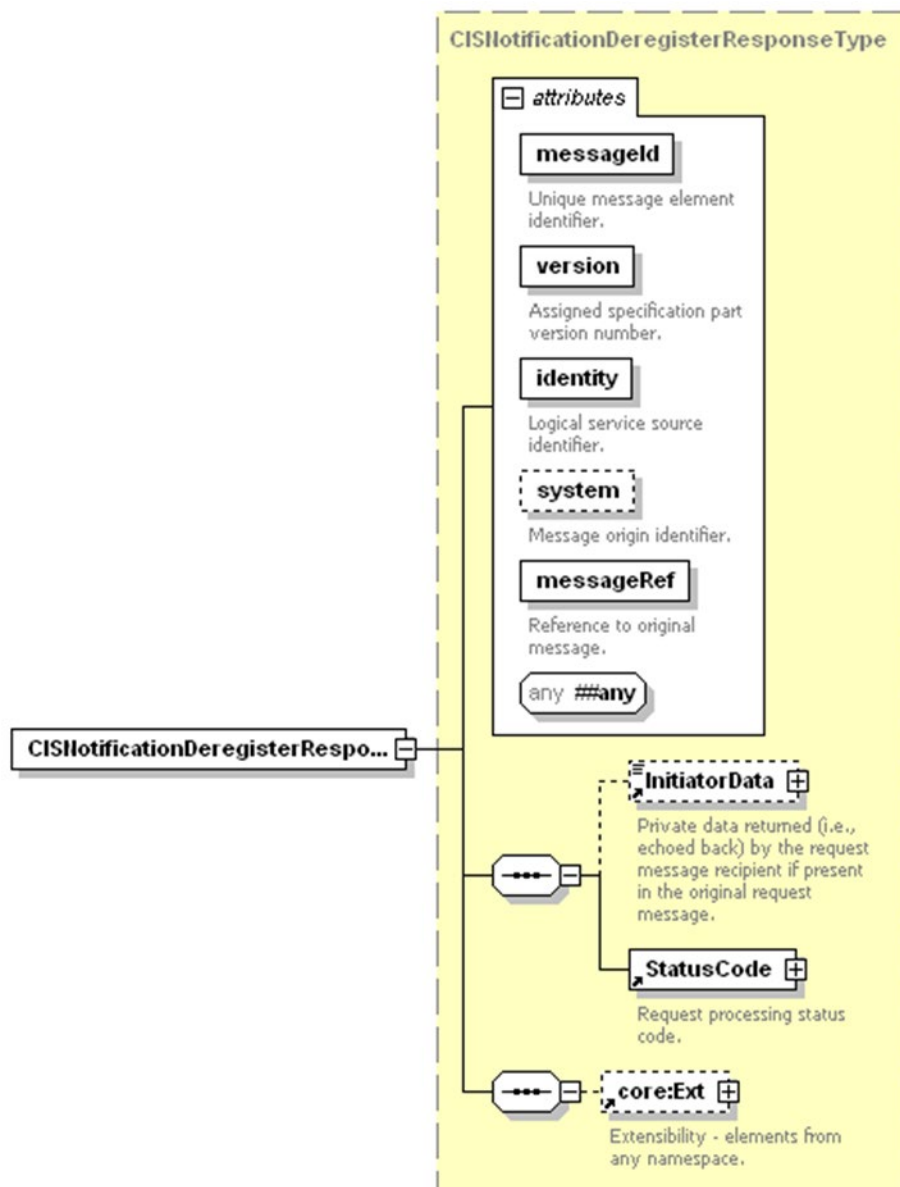 CISNotificationDeregisterResponseType
attributes
messageId
Unique message element
identifier.
version
Assigned specification part
version number.
identity
Logical service source
identifier.
system
Message origin identifier.
messageRef
Reference to original
message.
any ##any
CISNotificationDeregisterRespo...
InitiatorData
Private data returned (i.e.,
echoed back) by the request
message recipient if present
in the original request
message.
StatusCode
Request processing status
code.
core:Ext
Extensibility - elements from
any namespace.